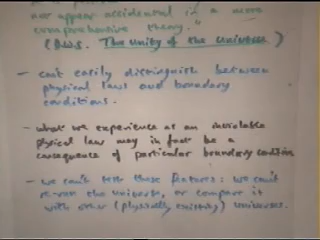 not appear accidental in a more
comprehensive theory."
(D.W.S. The Unity of the Universe)
- can't easily distinguish between
physical laws and boundary
conditions.
- what we experience as an inviolable
physical law may in fact be a
consequence of particular boundary condition
- we can't test these features: we can't
re-run the universe, or compare it
with other (physically existing) universes.